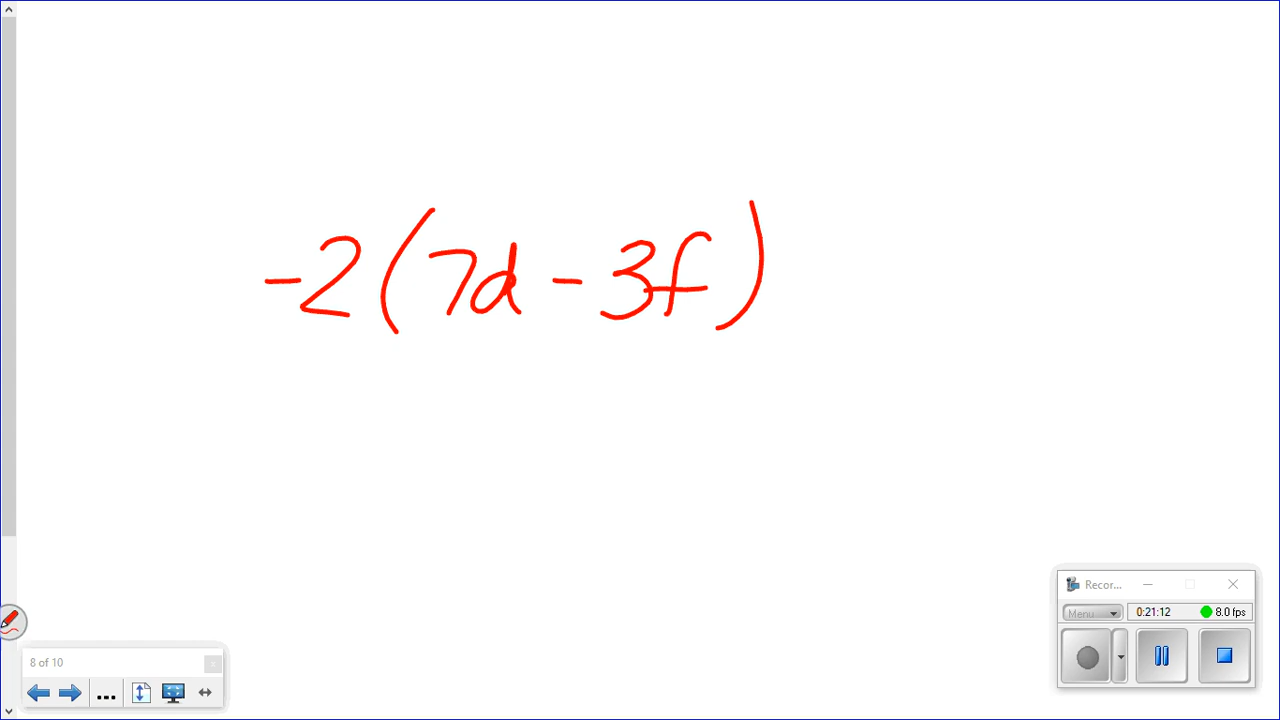 -2(7d - 3f)
Recor...
Menu
0:21:12
8.0 fps
8 of 10
...